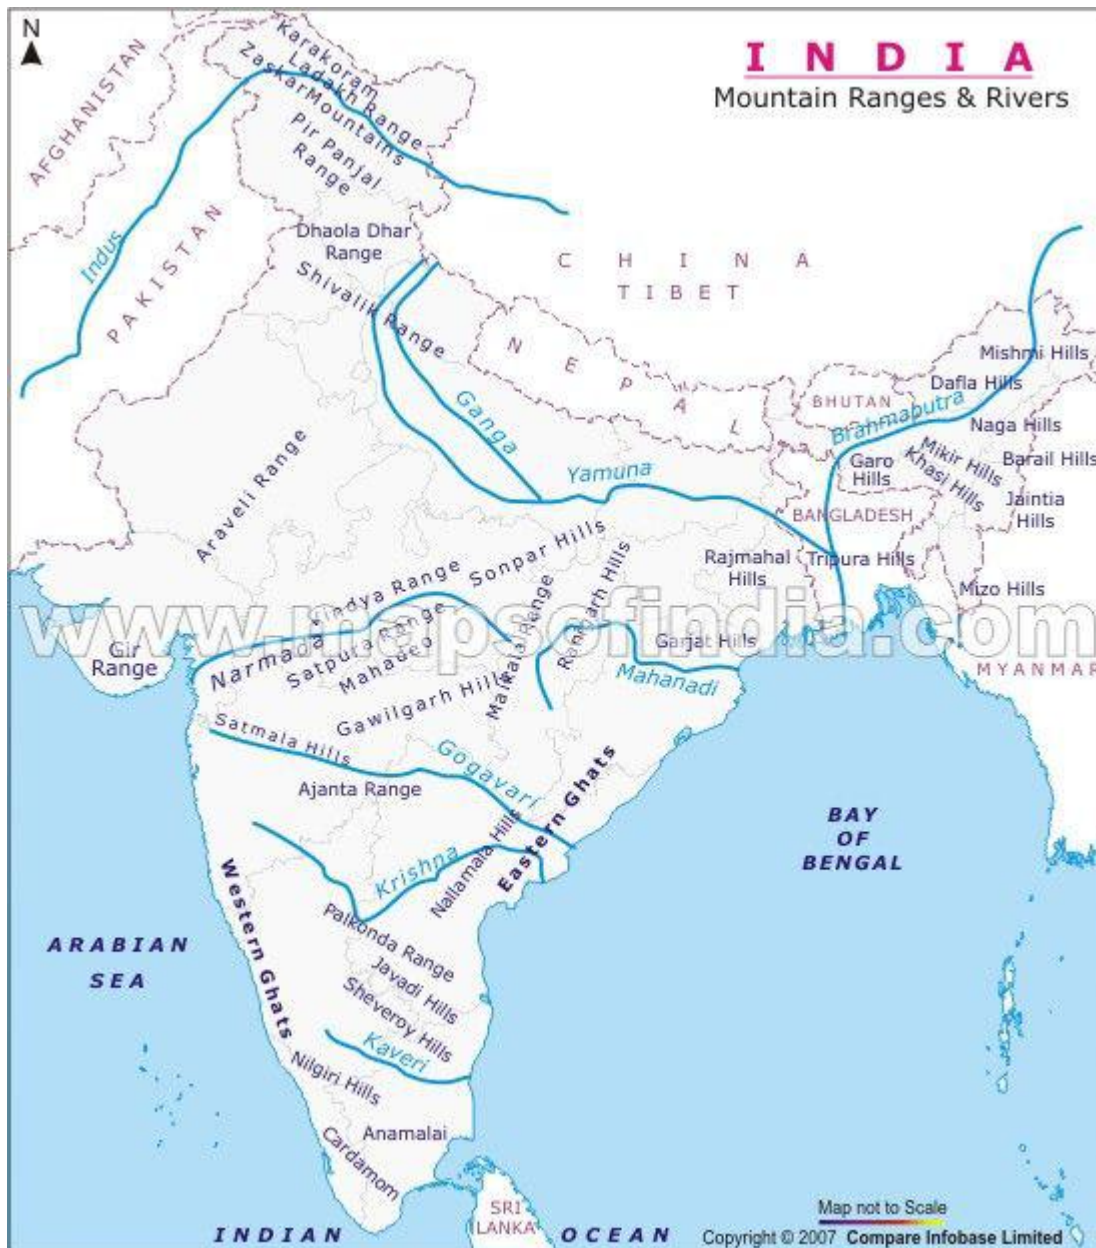 N
INDIA
Mountain Ranges & Rivers
AFGHANISTAN
Karakoram
Ladakh Range
Zaskar Mountains
Pir Panjal
Range
Indus
PAKISTAN
Dhaola Dhar
Range
Shivalik Range
CHINA
TIBET
NEPAL
Ganga
Yamuna
BHUTAN
Brahmaputra
Mishmi Hills
Dafla Hills
Naga Hills
Mikir Hills
Barail Hills
Garo
Hills
Khasi Hills
Jaintia
Hills
BANGLADESH
Tripura Hills
Mizo Hills
MYANMAR
Araveli Range
Vindya Range
Sonpar Hills
Rajmahal
Hills
Ramgarh Hills
www.mapsofindia.com
Gir
Range
Narmada
Satpura Range
Mahadeo
Maikala Range
Garjat Hills
Mahanadi
Gawilgarh Hills
Satmala Hills
Gogavari
Ajanta Range
Eastern Ghats
Nallamala Hills
Krishna
BAY
OF
BENGAL
Western Ghats
ARABIAN
SEA
Palkonda Range
Javadi Hills
Sheveroy Hills
Kaveri
Nilgiri Hills
Anamalai
Cardamom
SRI
LANKA
INDIAN OCEAN
Map not to Scale
Copyright © 2007 Compare Infobase Limited